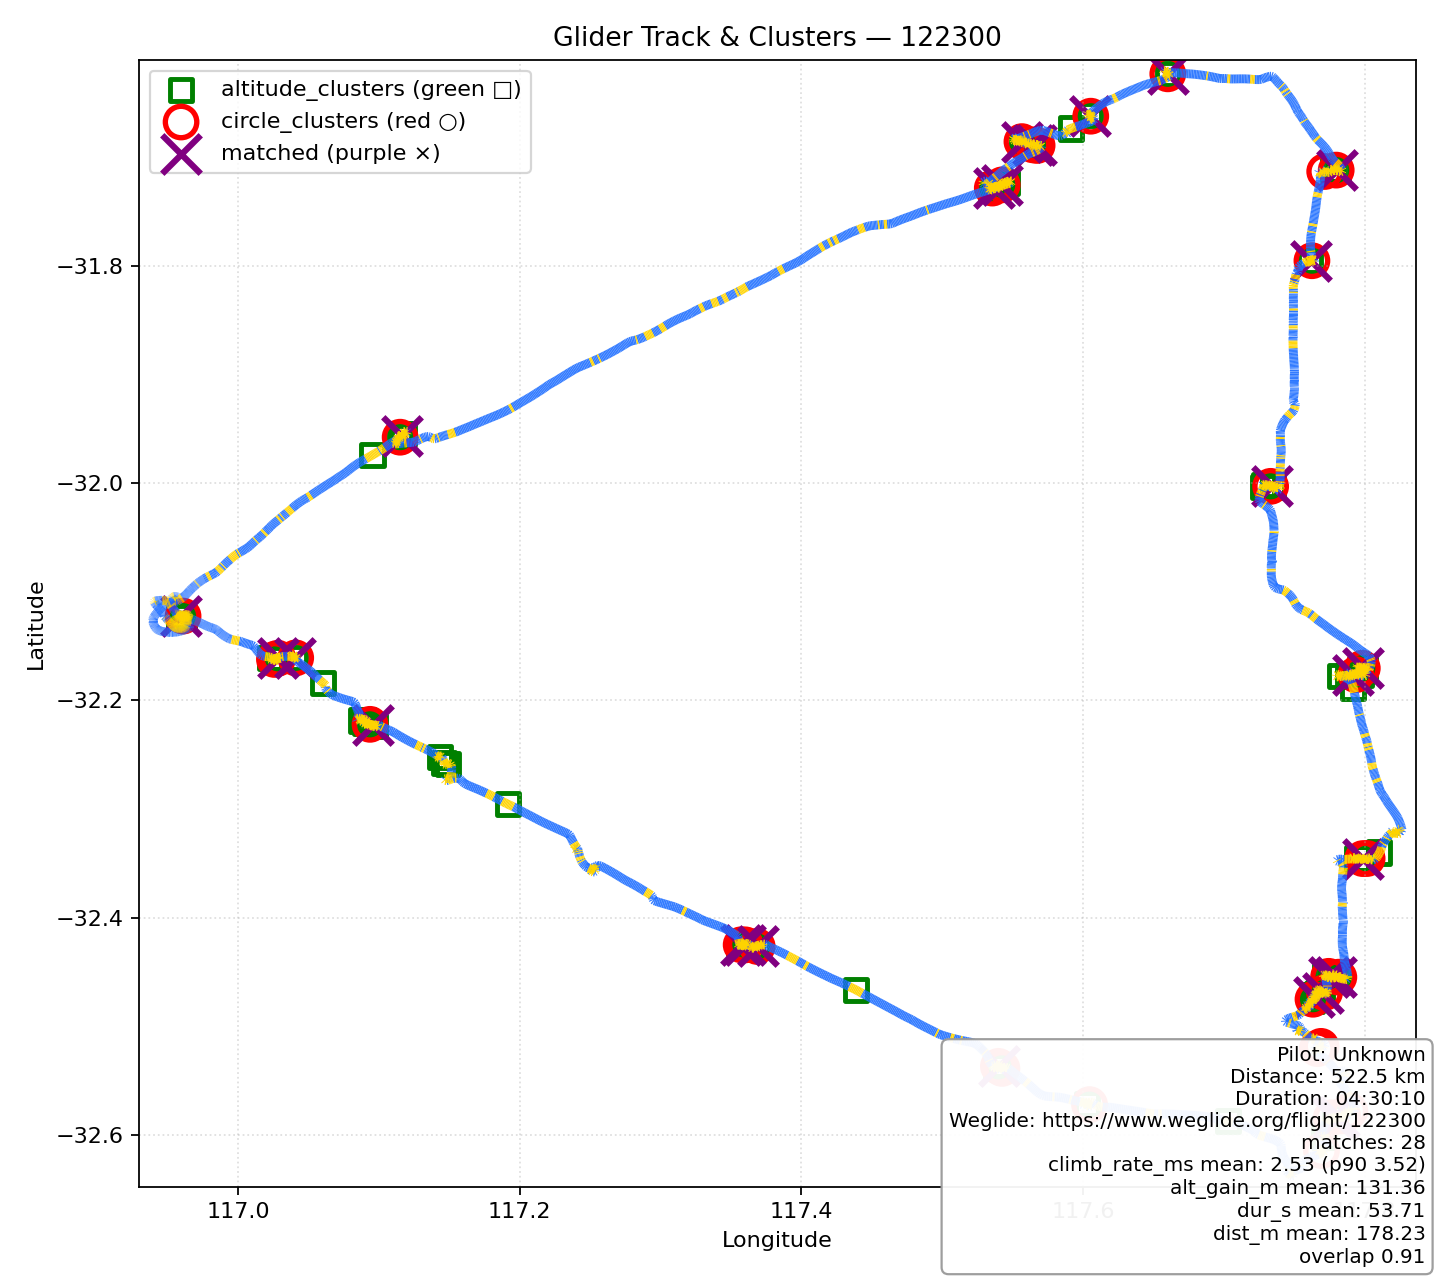 Glider Track & Clusters — 122300
altitude_clusters (green □)
circle_clusters (red ○)
matched (purple ×)
Latitude
−31.8
−32.0
−32.2
−32.4
−32.6
117.0
117.2
117.4
117.6
Longitude
Pilot: Unknown
Distance: 522.5 km
Duration: 04:30:10
Weglide: https://www.weglide.org/flight/122300
matches: 28
climb_rate_ms mean: 2.53 (p90 3.52)
alt_gain_m mean: 131.36
dur_s mean: 53.71
dist_m mean: 178.23
overlap 0.91